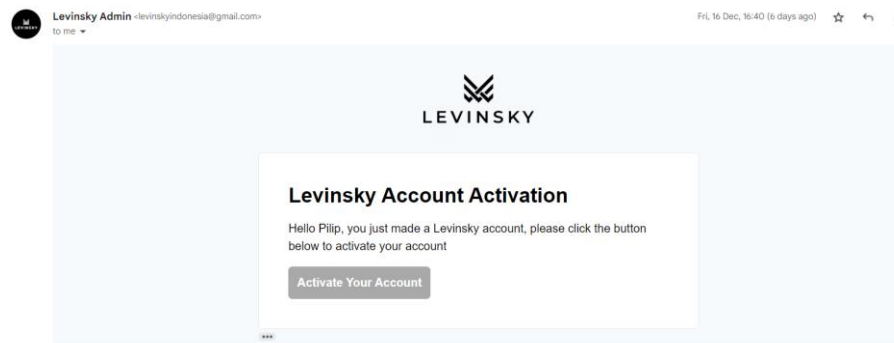 Levinsky Admin <levinskyindonesia@gmail.com>
Fri, 16 Dec, 16:40 (6 days ago)
to me
LEVINSKY
LEVINSKY
Levinsky Account Activation
Hello Pilip, you just made a Levinsky account, please click the button
below to activate your account
Activate Your Account